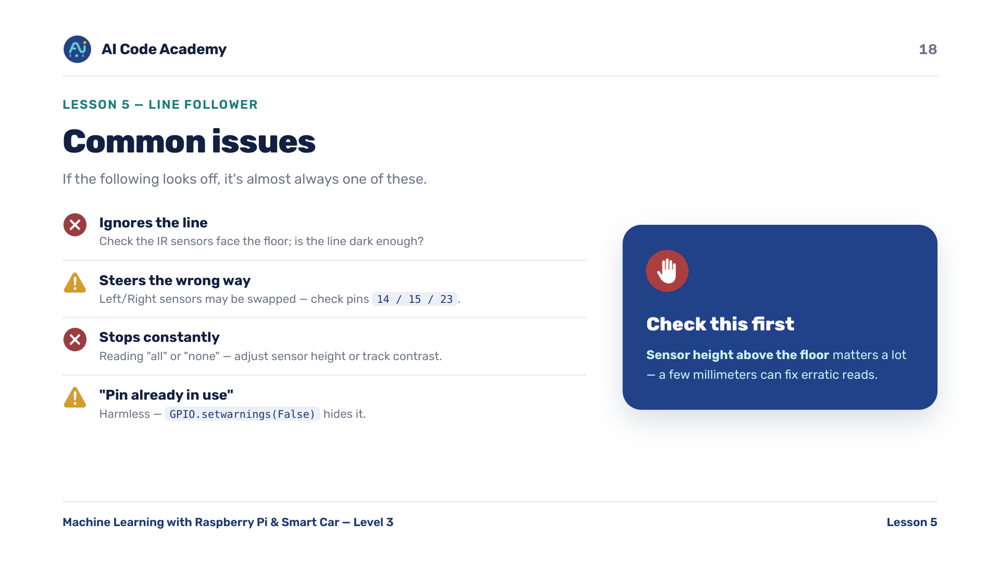 AI Code Academy
18
LESSON 5 — LINE FOLLOWER
Common issues
If the following looks off, it's almost always one of these.
Ignores the line
Check the IR sensors face the floor; is the line dark enough?
Steers the wrong way
Left/Right sensors may be swapped — check pins 14 / 15 / 23.
Stops constantly
Reading "all" or "none" — adjust sensor height or track contrast.
"Pin already in use"
Harmless — GPIO.setwarnings(False) hides it.
Check this first
Sensor height above the floor matters a lot
— a few millimeters can fix erratic reads.
Machine Learning with Raspberry Pi & Smart Car — Level 3
Lesson 5